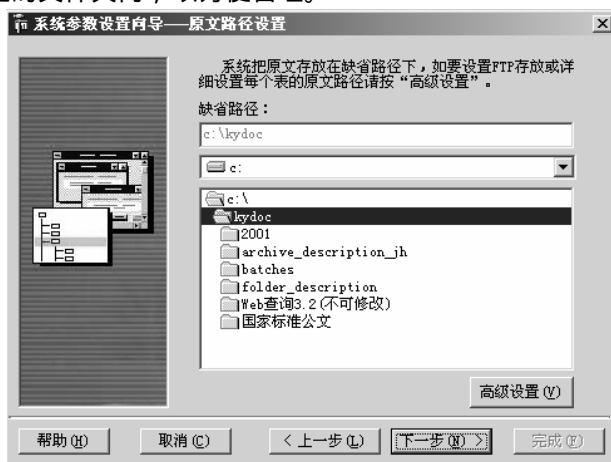 系统参数设置向导——原文路径设置
系统把原文存放在缺省路径下，如要设置FTP存放或详
细设置每个表的原文路径请按“高级设置”。
缺省路径：
c:\kydoc
c:
c:\
kydoc
2001
archive_description_jh
batches
folder_description
Web查询3.2(不可修改)
国家标准公文
高级设置(V)
帮助(H)
取消(C)
< 上一步(L)
下一步(N) >
完成(F)